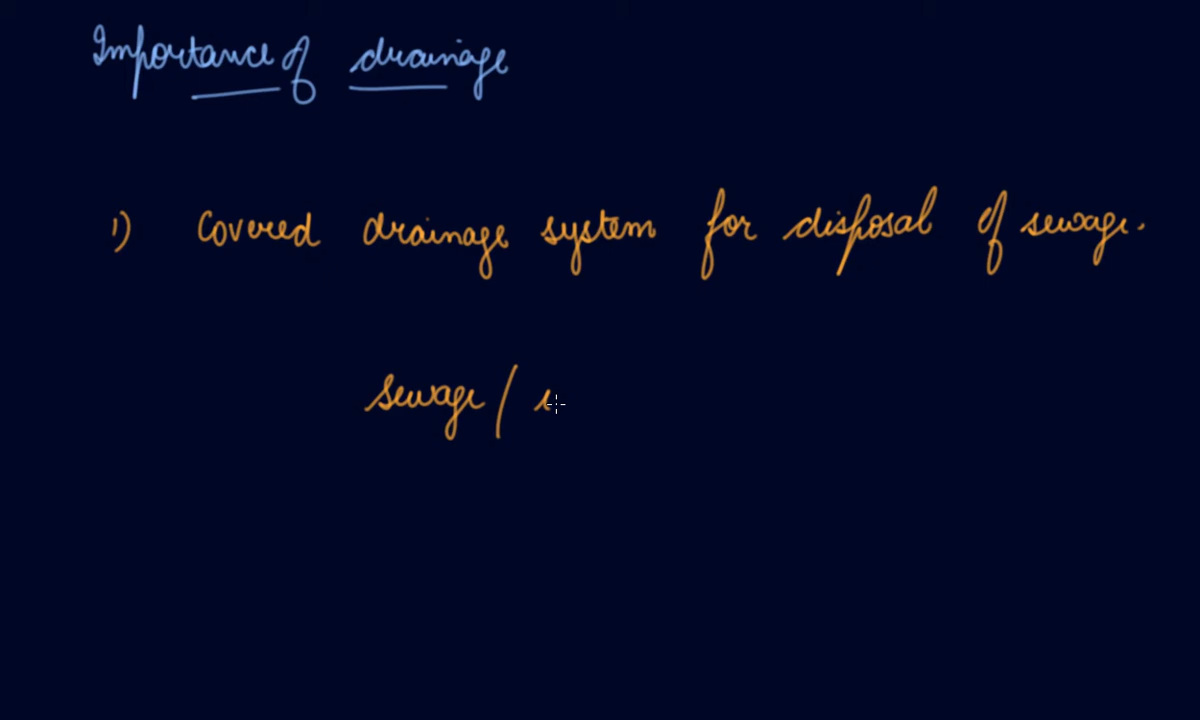 Importance of drainage
1) Covered drainage system for disposal of sewage.
sewage /